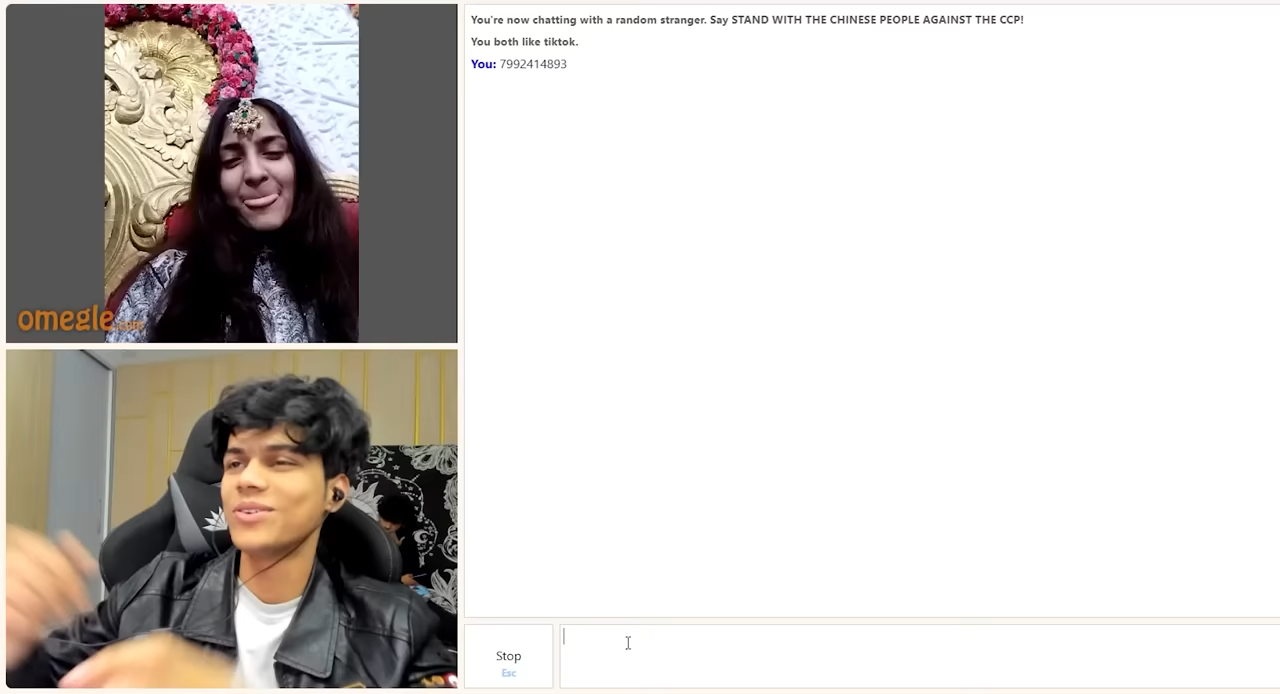 You're now chatting with a random stranger. Say STAND WITH THE CHINESE PEOPLE AGAINST THE CCP!
You both like tiktok.
You: 7992414893
omegle.com
Stop
Esc